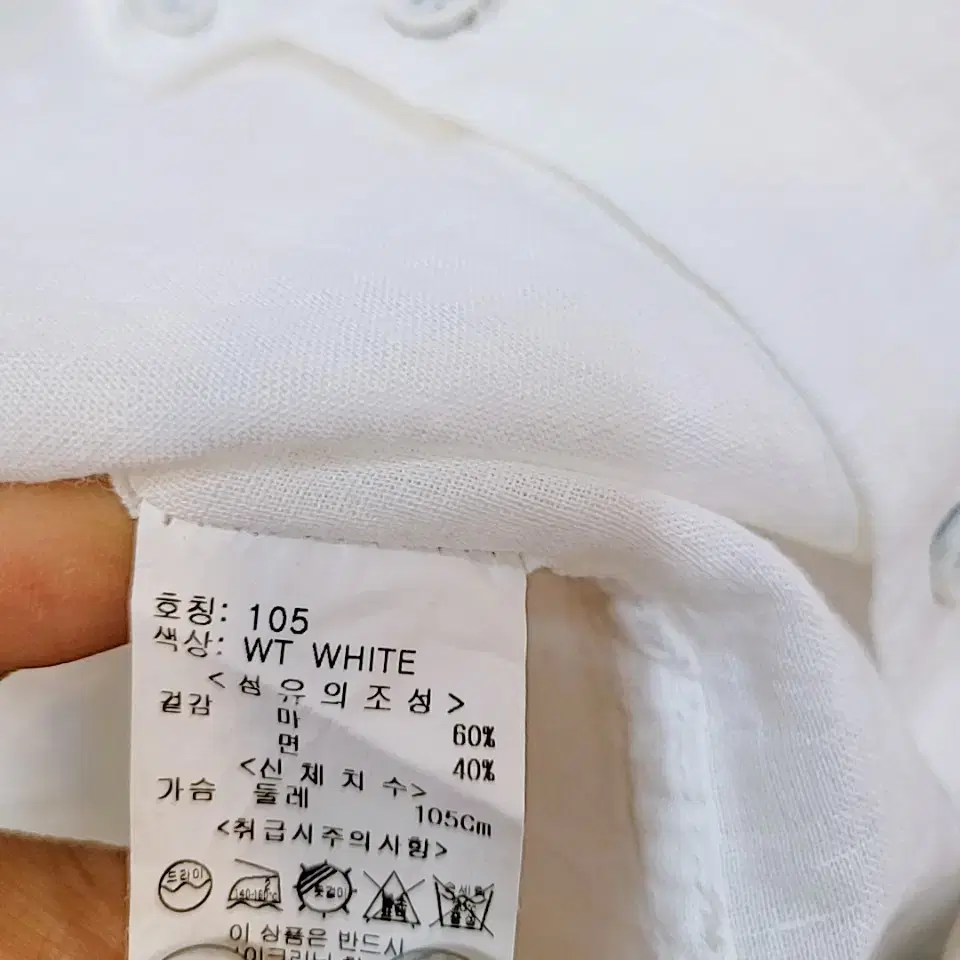 호칭: 105
색상: WT WHITE
<섬유의조성>
겉감 마 60%
면 40%
<신체치수>
가슴 둘레 105Cm
<취급시주의사항>
드라이
140-160°C
이 상품은 반드시